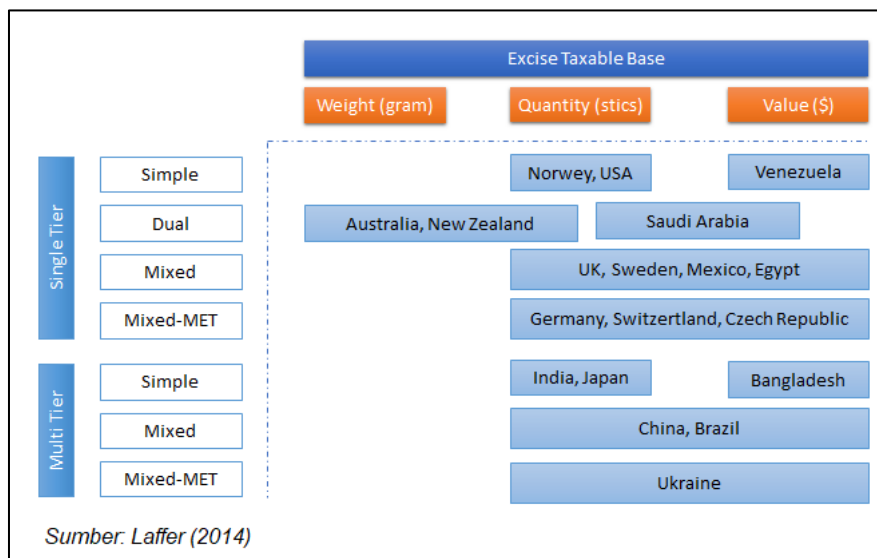 Excise Taxable Base
Weight (gram) Quantity (stics) Value ($)
Single Tier
Simple Norwey, USA Venezuela
Dual Australia, New Zealand Saudi Arabia
Mixed UK, Sweden, Mexico, Egypt
Mixed-MET Germany, Switzertland, Czech Republic
Multi Tier
Simple India, Japan Bangladesh
Mixed China, Brazil
Mixed-MET Ukraine
Sumber: Laffer (2014)